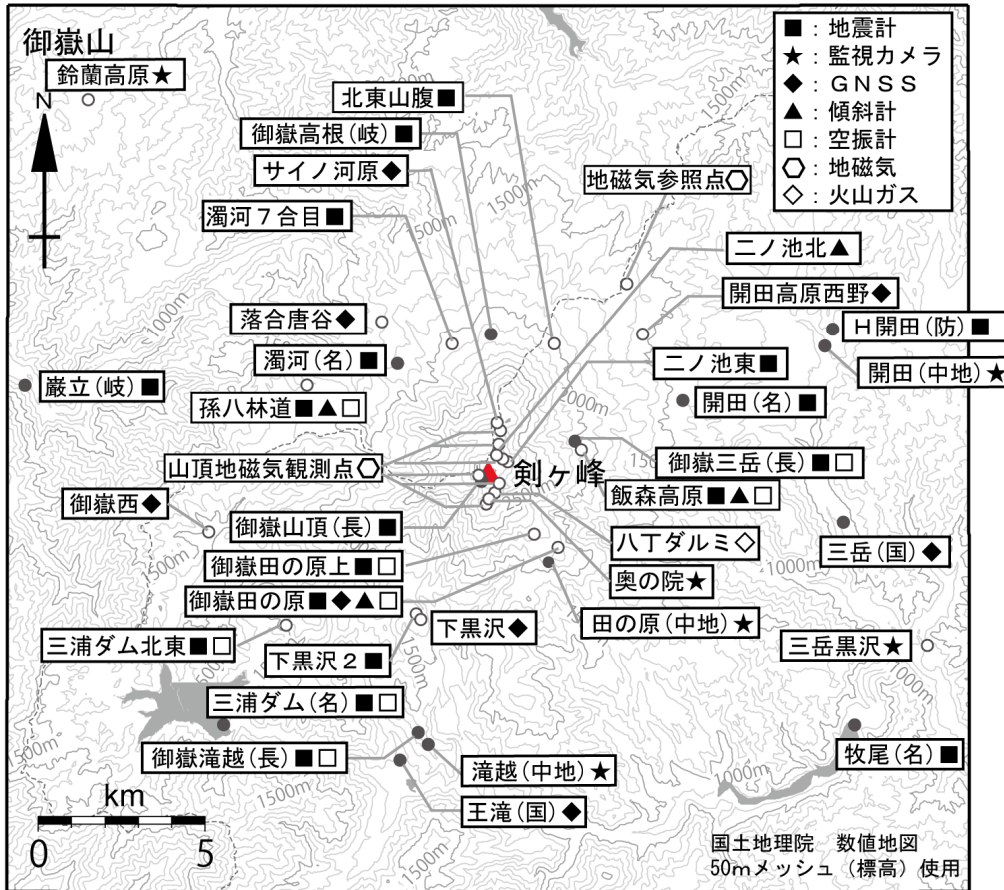 御嶽山
鈴蘭高原★
N
■：地震計
★：監視カメラ
◆：GNSS
▲：傾斜計
□：空振計
⬡：地磁気
◇：火山ガス
北東山腹■
御嶽高根(岐)■
サイノ河原◆
濁河7合目■
地磁気参照点⬡
二ノ池北▲
開田高原西野◆
H開田(防)■
二ノ池東■
開田(中地)★
開田(名)■
落合唐谷◆
濁河(名)■
巌立(岐)■
孫八林道■▲□
山頂地磁気観測点⬡
剣ヶ峰
御嶽三岳(長)■□
飯森高原■▲□
御嶽西◆
御嶽山頂(長)■
八丁ダルミ◇
三岳(国)◆
御嶽田の原上■□
奥の院★
御嶽田の原■◆▲□
田の原(中地)★
三浦ダム北東■□
下黒沢2■
下黒沢◆
三岳黒沢★
三浦ダム(名)■□
御嶽滝越(長)■□
滝越(中地)★
牧尾(名)■
王滝(国)◆
km
0 5
国土地理院 数値地図
50mメッシュ(標高)使用
1500m
1500m
1500m
1000m
2000m
1500m
1000m
1500m
1000m
1500m
1500m
1000m
1500m